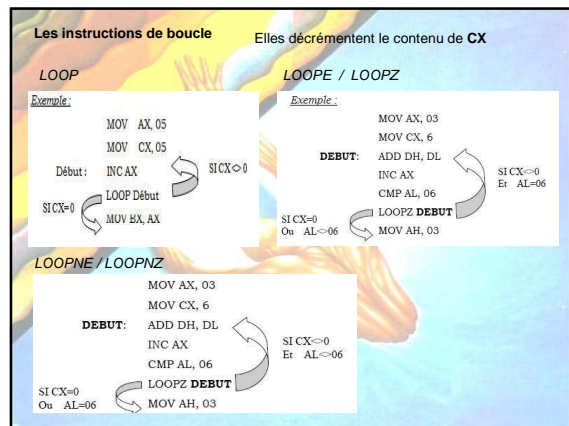 Les instructions de boucle
Elles décrémentent le contenu de CX
LOOP
Exemple :
MOV AX, 05
MOV CX, 05
Début : INC AX
SI CX<>0
LOOP Début
SI CX=0
MOV BX, AX
LOOPE / LOOPZ
Exemple :
MOV AX, 03
MOV CX, 6
DEBUT: ADD DH, DL
INC AX
SI CX<>0
Et AL=06
CMP AL, 06
LOOPZ DEBUT
SI CX=0
Ou AL<>06
MOV AH, 03
LOOPNE / LOOPNZ
MOV AX, 03
MOV CX, 6
DEBUT: ADD DH, DL
INC AX
SI CX<>0
Et AL<>06
CMP AL, 06
LOOPZ DEBUT
SI CX=0
Ou AL=06
MOV AH, 03